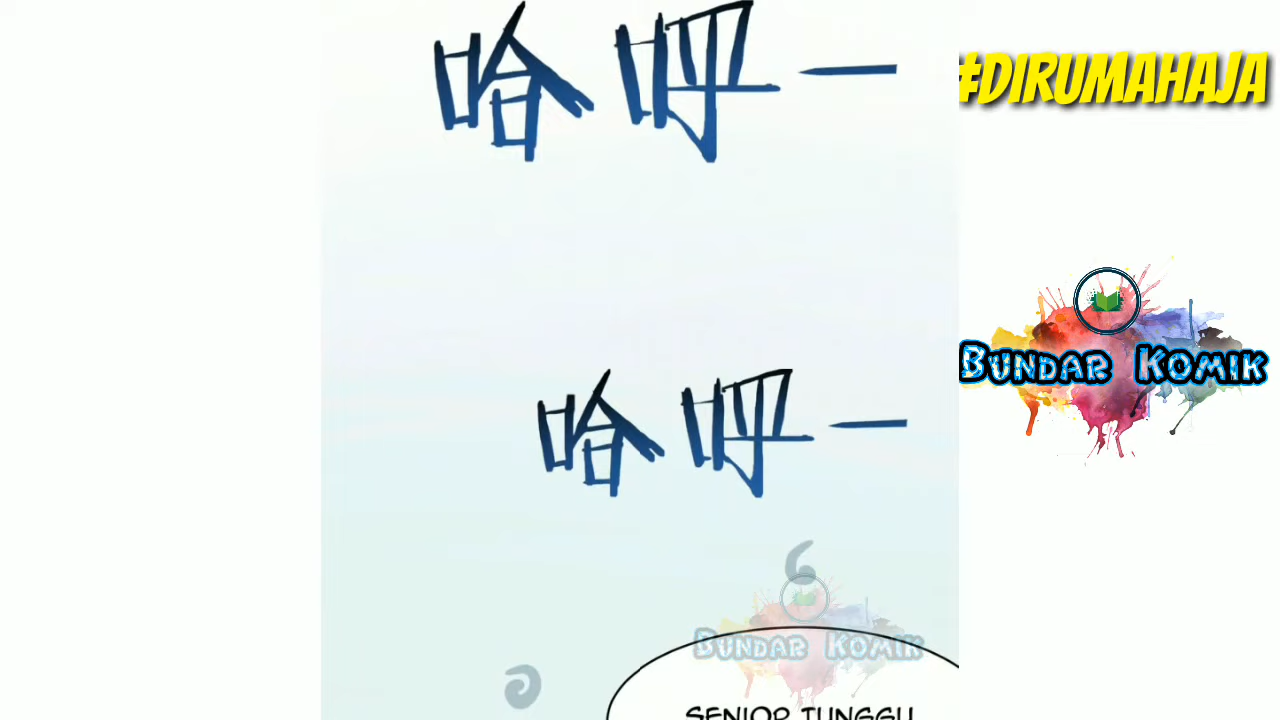 哈呼一
#DIRUMAHAJA
BUNDAR KOMIK
哈呼一
BUNDAR KOMIK
SENIOR TUNGGU